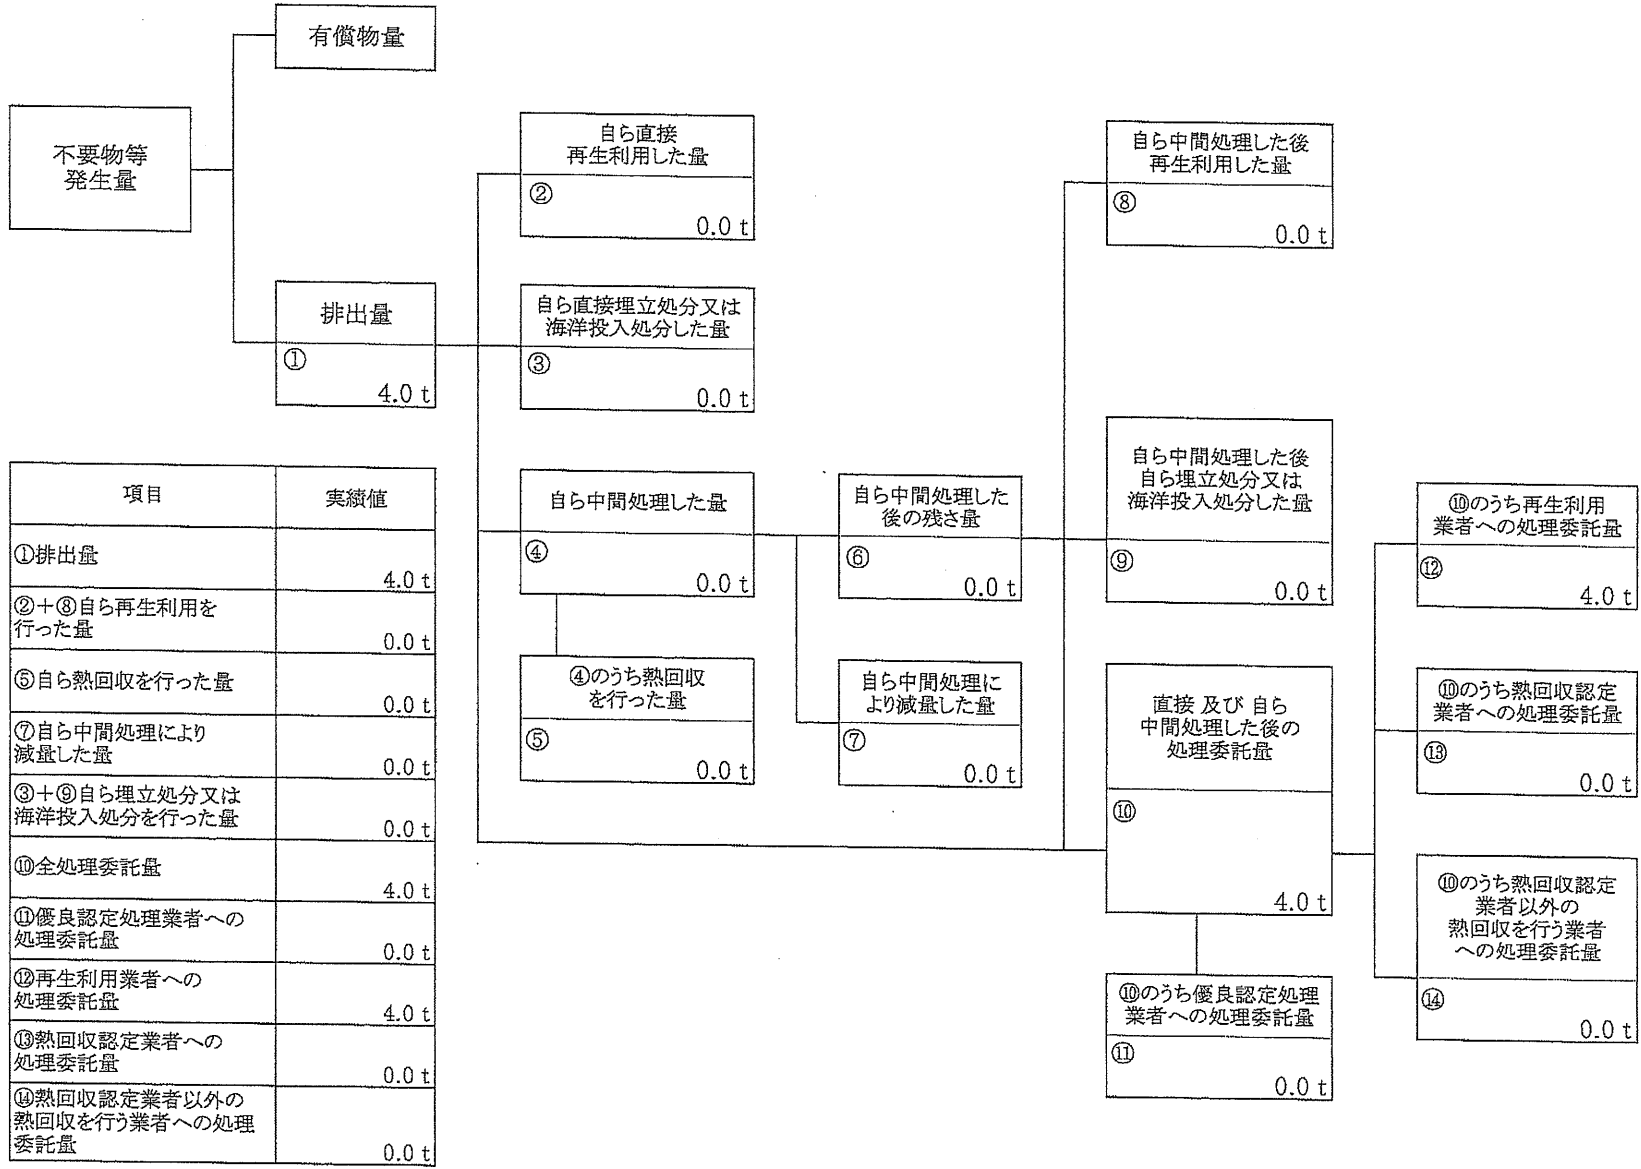 有償物量
不要物等
発生量
排出量
①
4.0 t
自ら直接
再生利用した量
②
0.0 t
自ら直接埋立処分又は
海洋投入処分した量
③
0.0 t
自ら中間処理した量
④
0.0 t
④のうち熱回収
を行った量
⑤
0.0 t
自ら中間処理した
後の残さ量
⑥
0.0 t
自ら中間処理に
より減量した量
⑦
0.0 t
自ら中間処理した後
再生利用した量
⑧
0.0 t
自ら中間処理した後
自ら埋立処分又は
海洋投入処分した量
⑨
0.0 t
直接 及び 自ら
中間処理した後の
処理委託量
⑩
4.0 t
⑩のうち優良認定処理
業者への処理委託量
⑪
0.0 t
⑩のうち再生利用
業者への処理委託量
⑫
4.0 t
⑩のうち熱回収認定
業者への処理委託量
⑬
0.0 t
⑩のうち熱回収認定
業者以外の
熱回収を行う業者
への処理委託量
⑭
0.0 t
項目 実績値
①排出量
4.0 t
②+⑧自ら再生利用を
行った量
0.0 t
⑤自ら熱回収を行った量
0.0 t
⑦自ら中間処理により
減量した量
0.0 t
③+⑨自ら埋立処分又は
海洋投入処分を行った量
0.0 t
⑩全処理委託量
4.0 t
⑪優良認定処理業者への
処理委託量
0.0 t
⑫再生利用業者への
処理委託量
4.0 t
⑬熱回収認定業者への
処理委託量
0.0 t
⑭熱回収認定業者以外の
熱回収を行う業者への処理
委託量
0.0 t